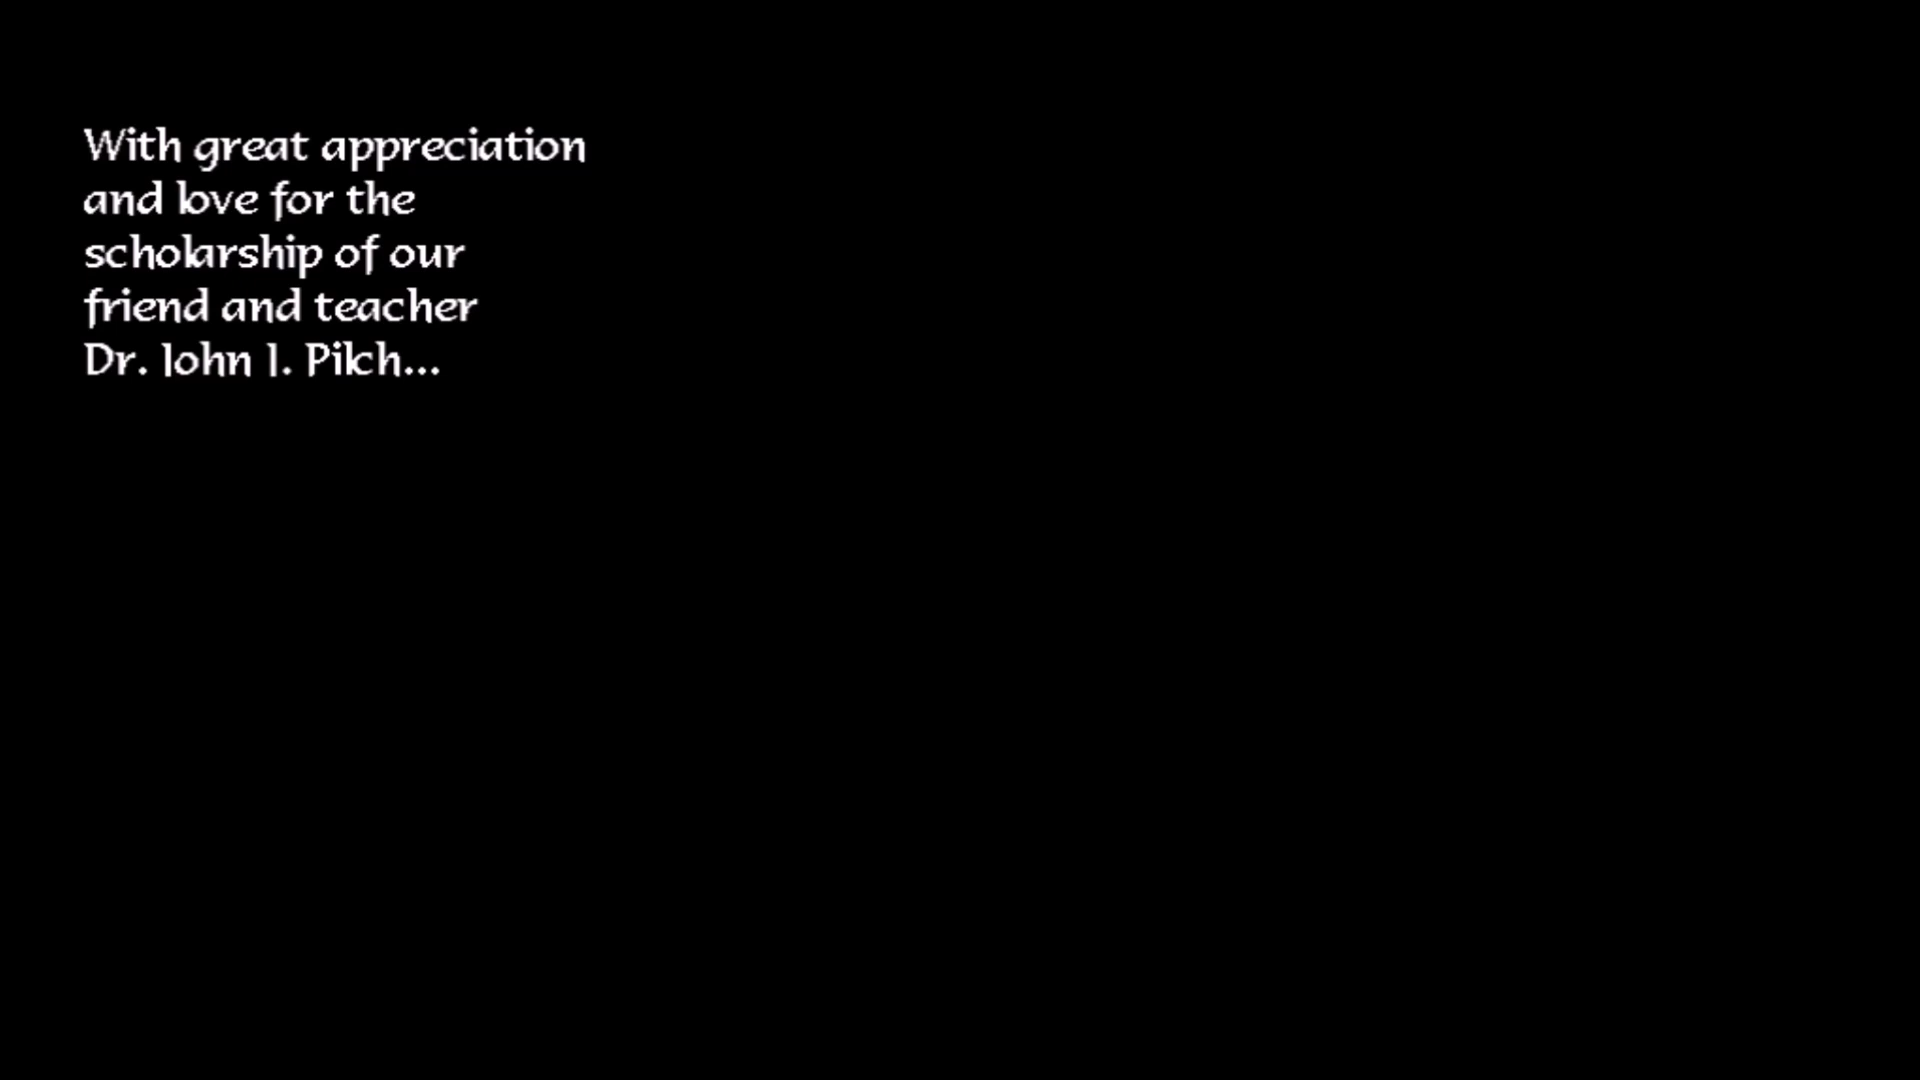 With great appreciation
and love for the
scholarship of our
friend and teacher
Dr. John J. Pilch...